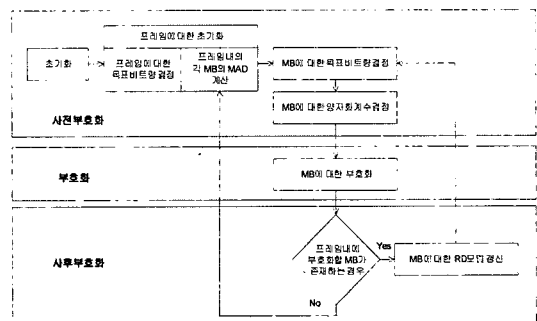 프레임에 대한 초기화
초기화
프레임에 대한
목표비트량 결정
프레임내의
각 MB의 MAD
계산
MB에 대한 목표비트량결정
MB에 대한 양자화계수결정
사전부호화
부호화
MB에 대한 부호화
사후부호화
프레임내에
부호화할 MB가
존재하는 경우
Yes
MB에 대한 RD모델 갱신
No